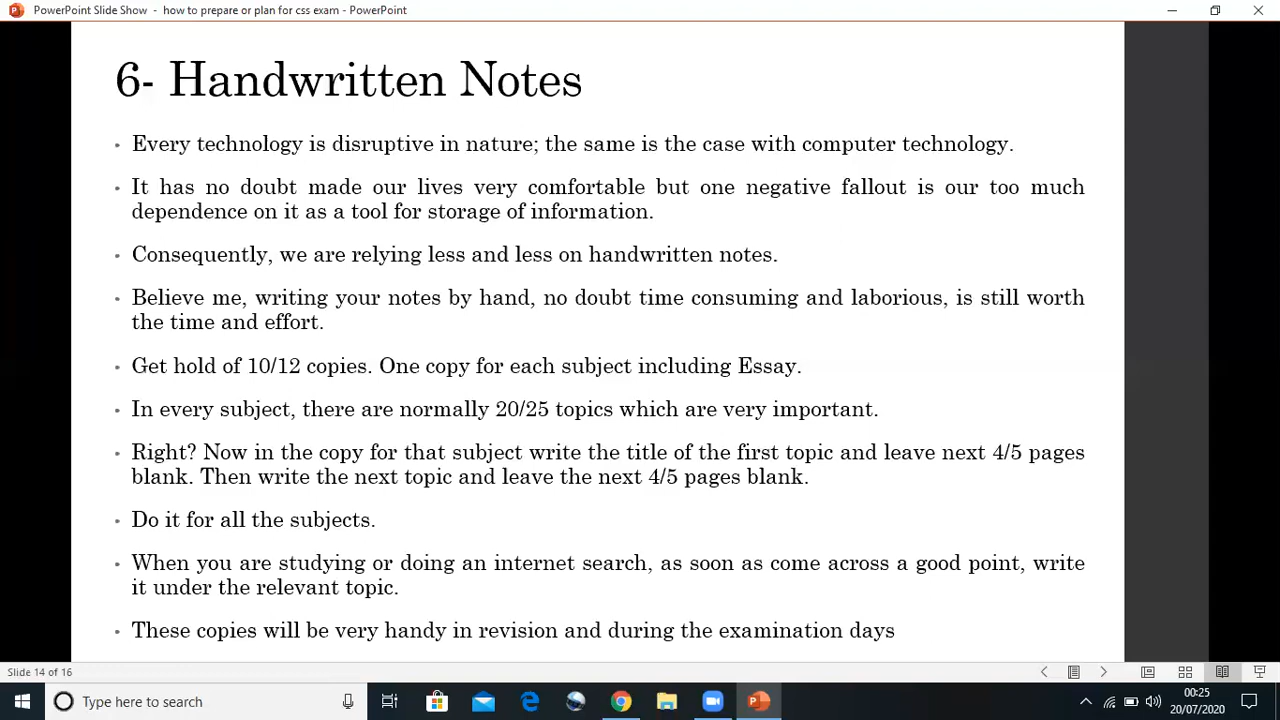 PowerPoint Slide Show - how to prepare or plan for css exam - PowerPoint
6- Handwritten Notes
• Every technology is disruptive in nature; the same is the case with computer technology.
• It has no doubt made our lives very comfortable but one negative fallout is our too much
dependence on it as a tool for storage of information.
• Consequently, we are relying less and less on handwritten notes.
• Believe me, writing your notes by hand, no doubt time consuming and laborious, is still worth
the time and effort.
• Get hold of 10/12 copies. One copy for each subject including Essay.
• In every subject, there are normally 20/25 topics which are very important.
• Right? Now in the copy for that subject write the title of the first topic and leave next 4/5 pages
blank. Then write the next topic and leave the next 4/5 pages blank.
• Do it for all the subjects.
• When you are studying or doing an internet search, as soon as come across a good point, write
it under the relevant topic.
• These copies will be very handy in revision and during the examination days
Slide 14 of 16
Type here to search
00:25
20/07/2020